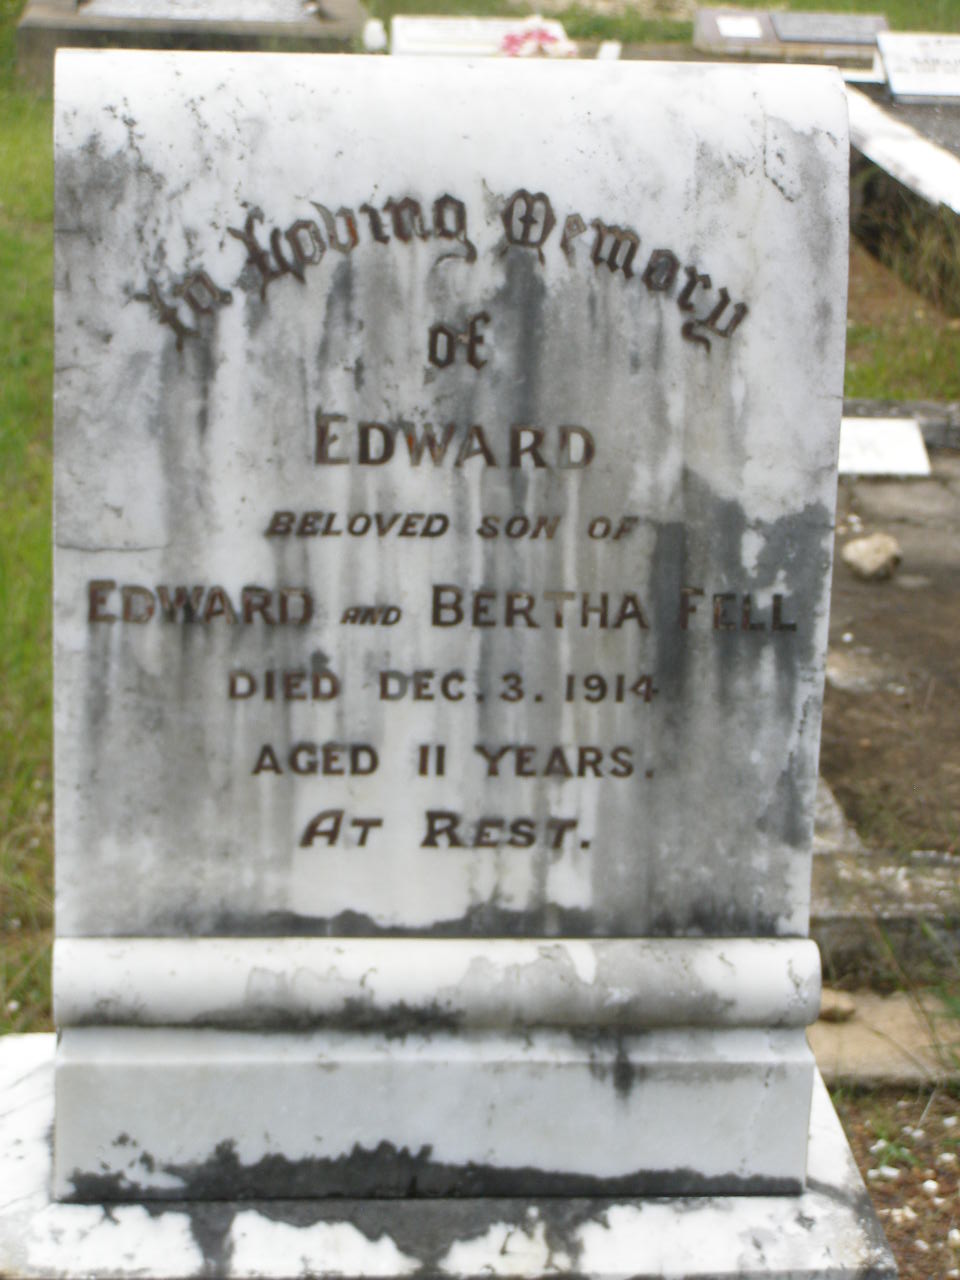 In Loving Memory
of
EDWARD
BELOVED SON OF
EDWARD AND BERTHA FELL
DIED DEC. 3. 1914
AGED 11 YEARS.
AT REST.